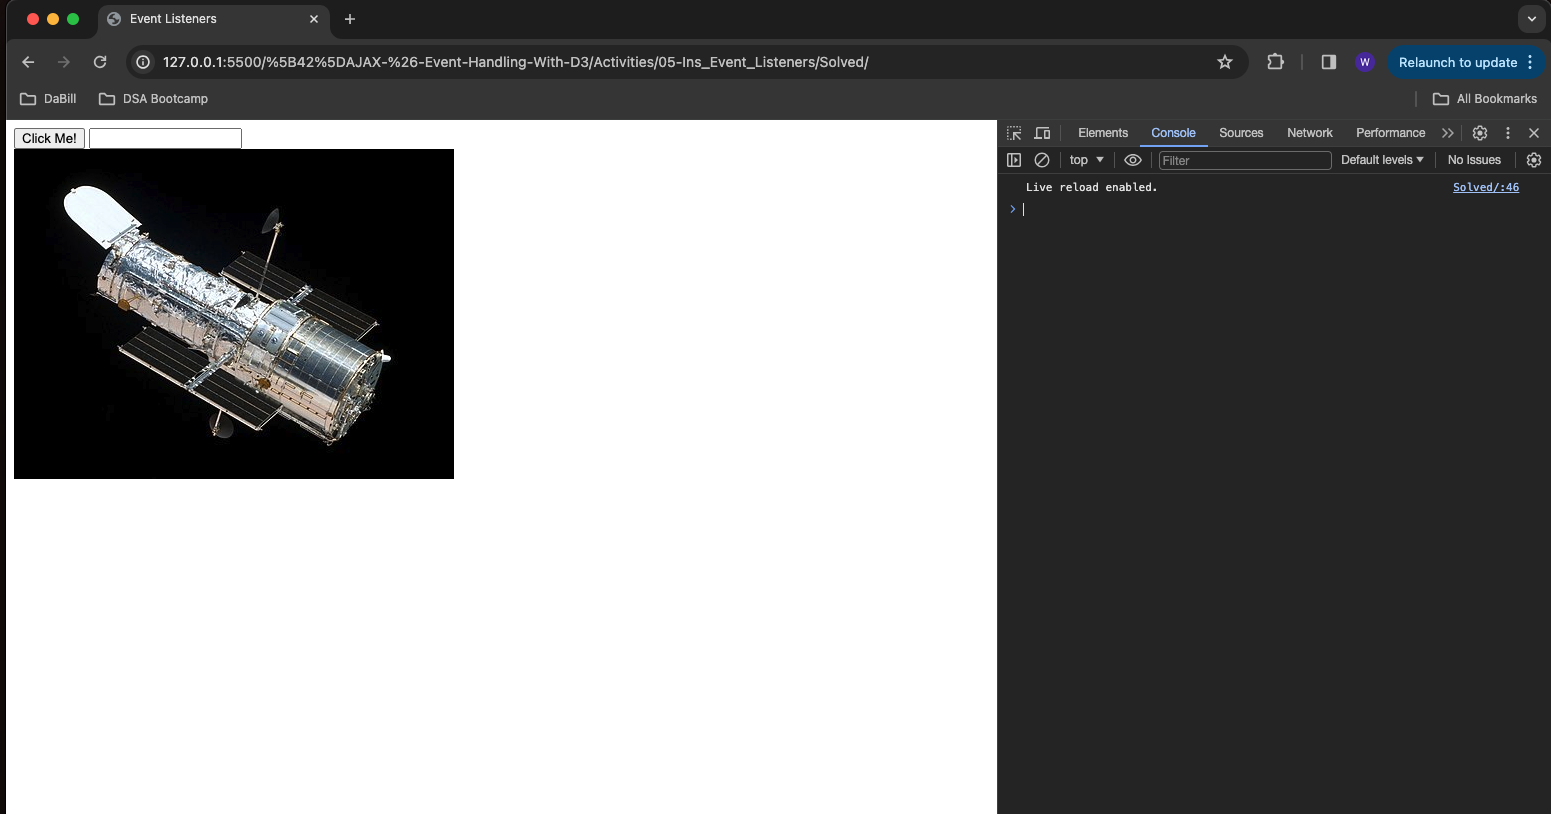 Event Listeners
127.0.0.1:5500/%5B42%5DAJAX-%26-Event-Handling-With-D3/Activities/05-Ins_Event_Listeners/Solved/
W
Relaunch to update
DaBill
DSA Bootcamp
All Bookmarks
Click Me!
Elements
Console
Sources
Network
Performance
top
Filter
Default levels
No Issues
Live reload enabled.
Solved/:46